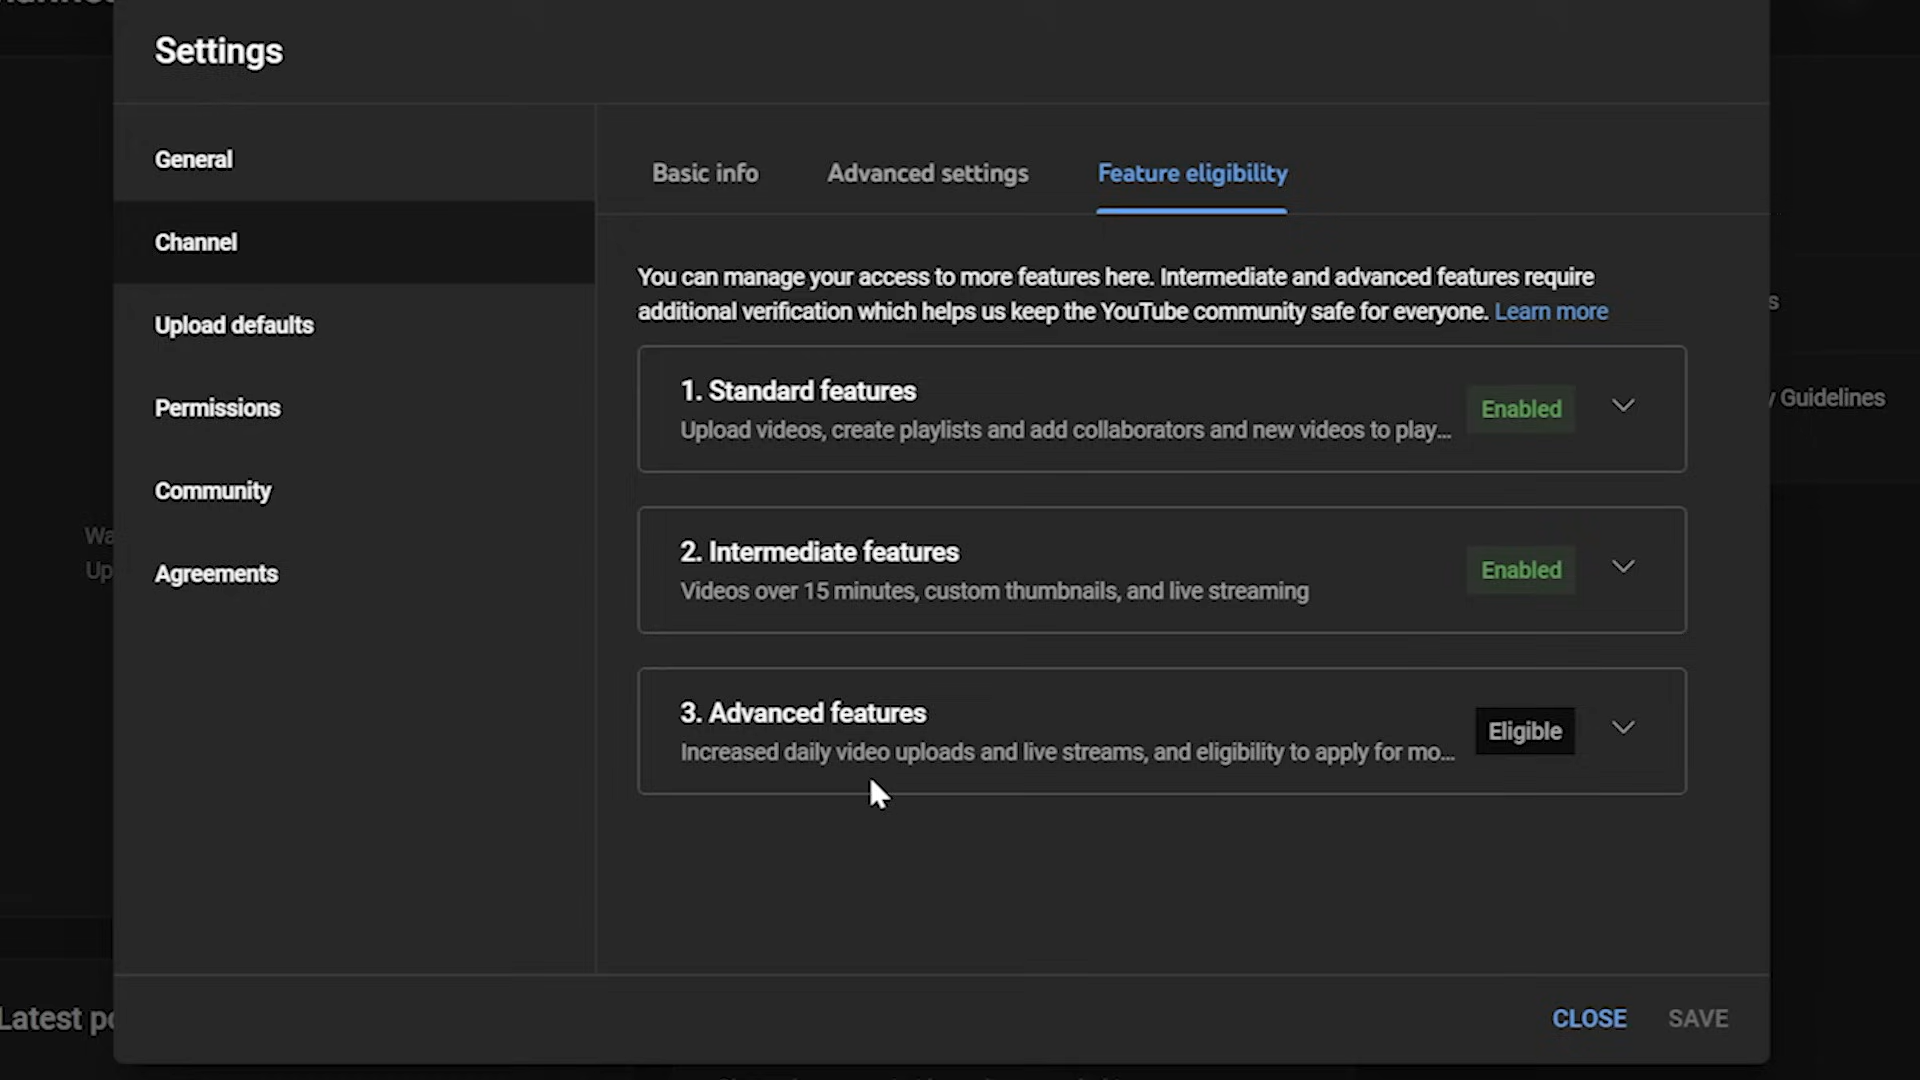 Settings
General
Channel
Upload defaults
Permissions
Community
Agreements
Basic info
Advanced settings
Feature eligibility
You can manage your access to more features here. Intermediate and advanced features require
additional verification which helps us keep the YouTube community safe for everyone. Learn more
1. Standard features
Upload videos, create playlists and add collaborators and new videos to play...
Enabled
2. Intermediate features
Videos over 15 minutes, custom thumbnails, and live streaming
Enabled
3. Advanced features
Increased daily video uploads and live streams, and eligibility to apply for mo...
Eligible
CLOSE
SAVE
Guidelines
Latest